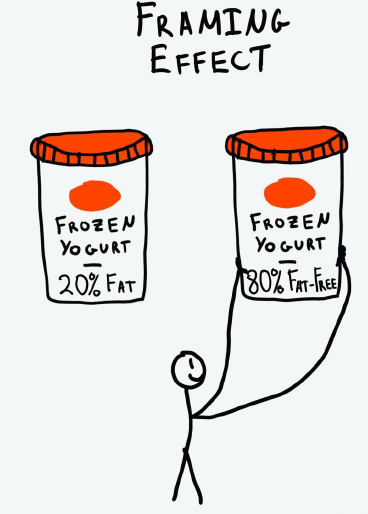 FRAMING
EFFECT
FROZEN
YOGURT
20% FAT
FROZEN
YOGURT
80% FAT-FREE